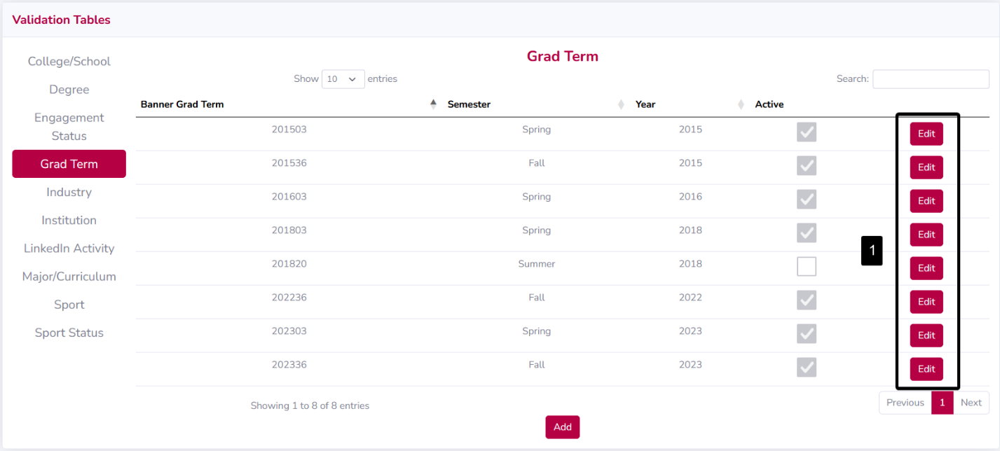 Validation Tables
College/School
Degree
Engagement
Status
Grad Term
Industry
Institution
LinkedIn Activity
Major/Curriculum
Sport
Sport Status
Grad Term
Show 10 entries
Search:
Banner Grad Term Semester Year Active
201503 Spring 2015 Edit
201536 Fall 2015 Edit
201603 Spring 2016 Edit
201803 Spring 2018 Edit
1
201820 Summer 2018 Edit
202236 Fall 2022 Edit
202303 Spring 2023 Edit
202336 Fall 2023 Edit
Showing 1 to 8 of 8 entries
Previous 1 Next
Add